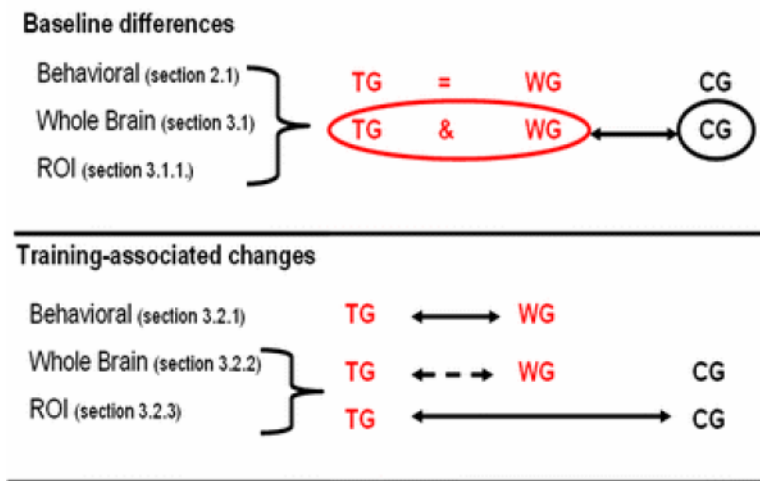 Baseline differences
Behavioral (section 2.1)
TG = WG CG
Whole Brain (section 3.1)
TG & WG CG
ROI (section 3.1.1.)
Training-associated changes
Behavioral (section 3.2.1)
TG WG
Whole Brain (section 3.2.2)
TG WG CG
ROI (section 3.2.3)
TG CG